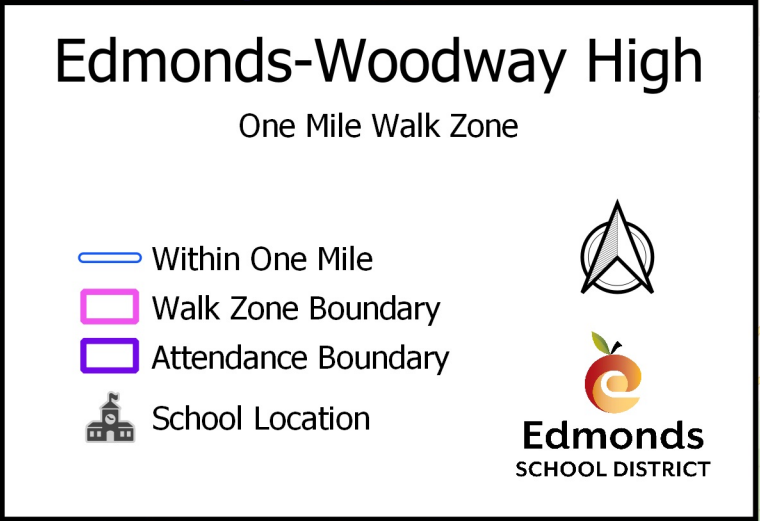 Edmonds-Woodway High
One Mile Walk Zone
Within One Mile
Walk Zone Boundary
Attendance Boundary
School Location
Edmonds
SCHOOL DISTRICT